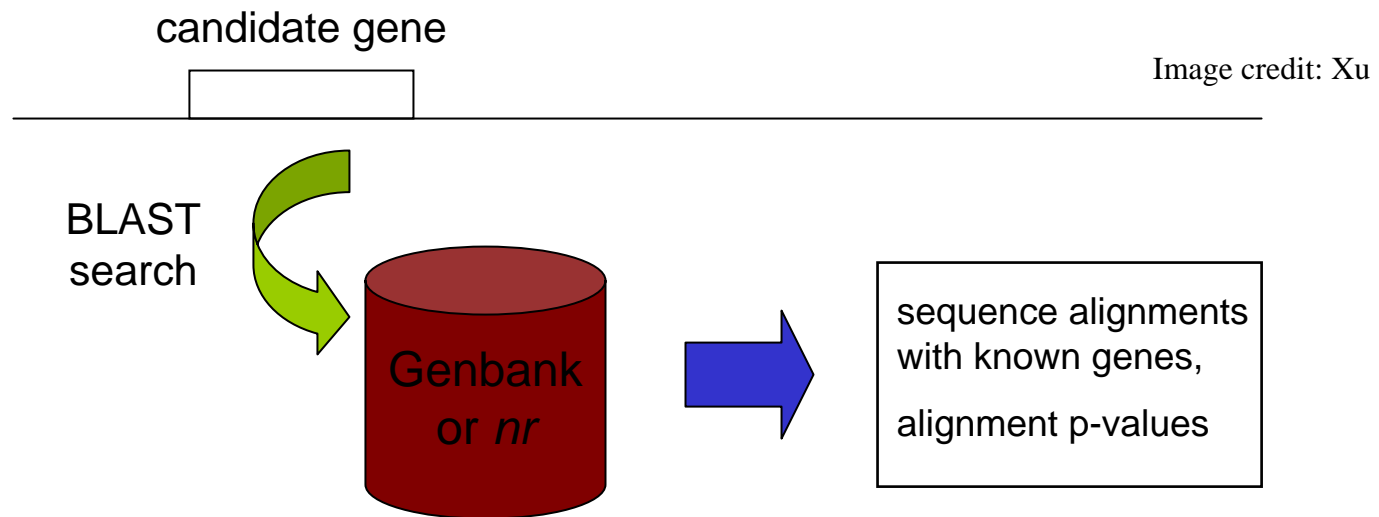 candidate gene
Image credit: Xu
BLAST
search
Genbank
or nr
sequence alignments
with known genes,
alignment p-values